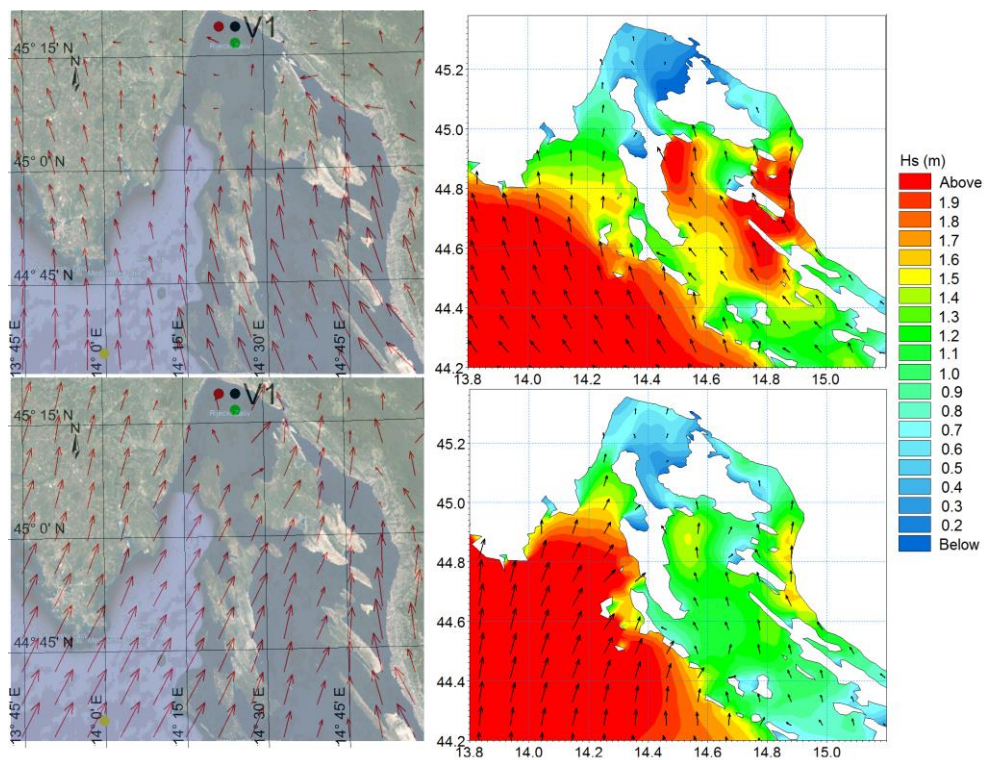 V1
45° 15' N
N
45° 0' N
44° 45' N
13° 45' E
14° 0' E
14° 15' E
14° 30' E
14° 45' E
45.2
45.0
44.8
44.6
44.4
44.2
13.8
14.0
14.2
14.4
14.6
14.8
15.0
Hs (m)
Above
1.9
1.8
1.7
1.6
1.5
1.4
1.3
1.2
1.1
1.0
0.9
0.8
0.7
0.6
0.5
0.4
0.3
0.2
Below
V1
45° 15' N
N
45° 0' N
44° 45' N
13° 45' E
14° 0' E
14° 15' E
14° 30' E
14° 45' E
45.2
45.0
44.8
44.6
44.4
44.2
13.8
14.0
14.2
14.4
14.6
14.8
15.0